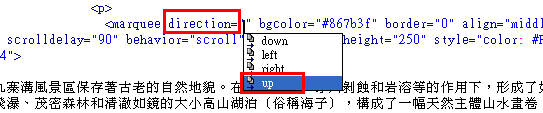 <p>
<marquee direction=" bgcolor="#867b3f" border="0" align="middl
scrolldelay="90" behavior="scroll" height="250" style="color: #F
4">
down
left
right
up
九寨溝風景區保存著古老的自然地貌。在 剝蝕和岩溶等的作用下，形成了
飛瀑、茂密森林和清澈如鏡的大小高山湖泊（俗稱海子），構成了一幅天然主體山水畫卷